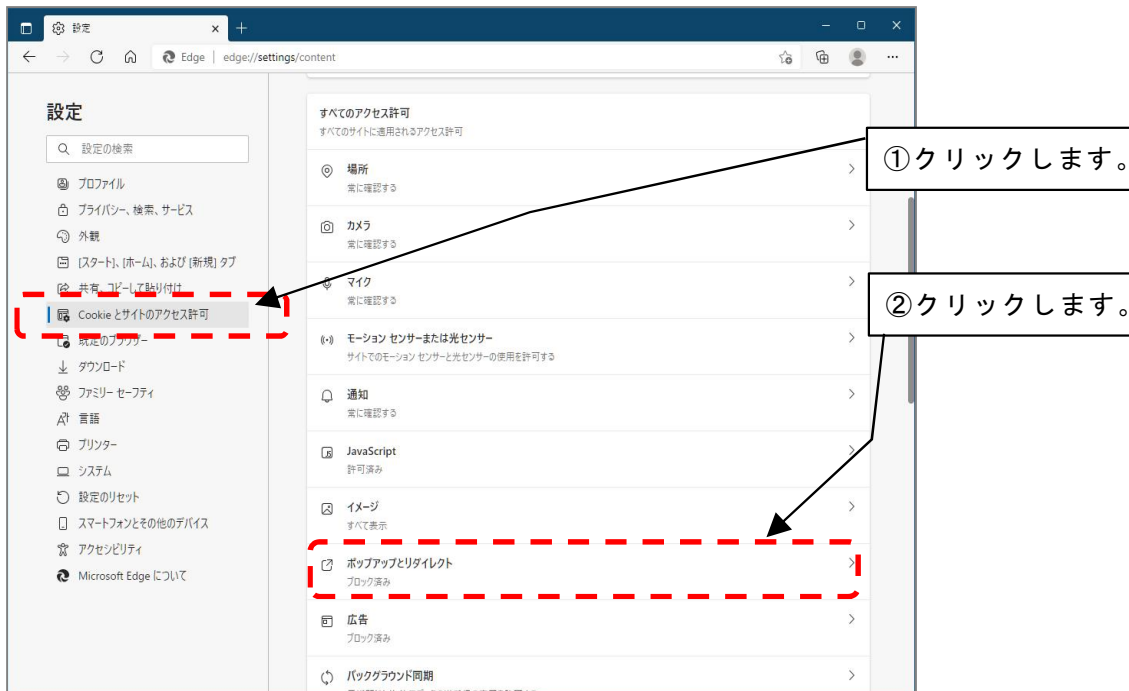 設定
Edge | edge://settings/content
設定
設定の検索
プロファイル
プライバシー、検索、サービス
外観
[スタート]、[ホーム]、および [新規] タブ
共有、コピーして貼り付け
Cookie とサイトのアクセス許可
既定のブラウザー
ダウンロード
ファミリー セーフティ
言語
プリンター
システム
設定のリセット
スマートフォンとその他のデバイス
アクセシビリティ
Microsoft Edge について
すべてのアクセス許可
すべてのサイトに適用されるアクセス許可
場所
常に確認する
カメラ
常に確認する
マイク
常に確認する
モーション センサーまたは光センサー
サイトでのモーション センサーと光センサーの使用を許可する
通知
常に確認する
JavaScript
許可済み
イメージ
すべて表示
ポップアップとリダイレクト
ブロック済み
広告
ブロック済み
バックグラウンド同期
①クリックします。
②クリックします。